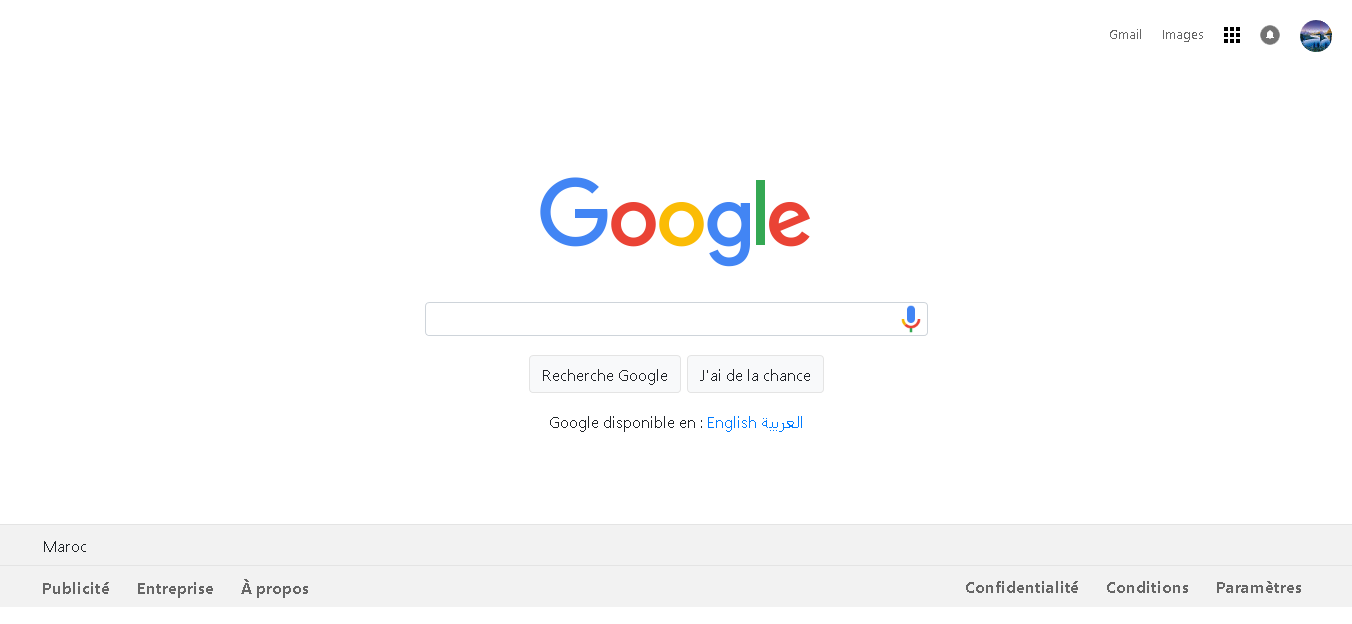 Gmail Images
Google
Recherche Google J'ai de la chance
Google disponible en : English العربية
Maroc
Publicité Entreprise À propos Confidentialité Conditions Paramètres